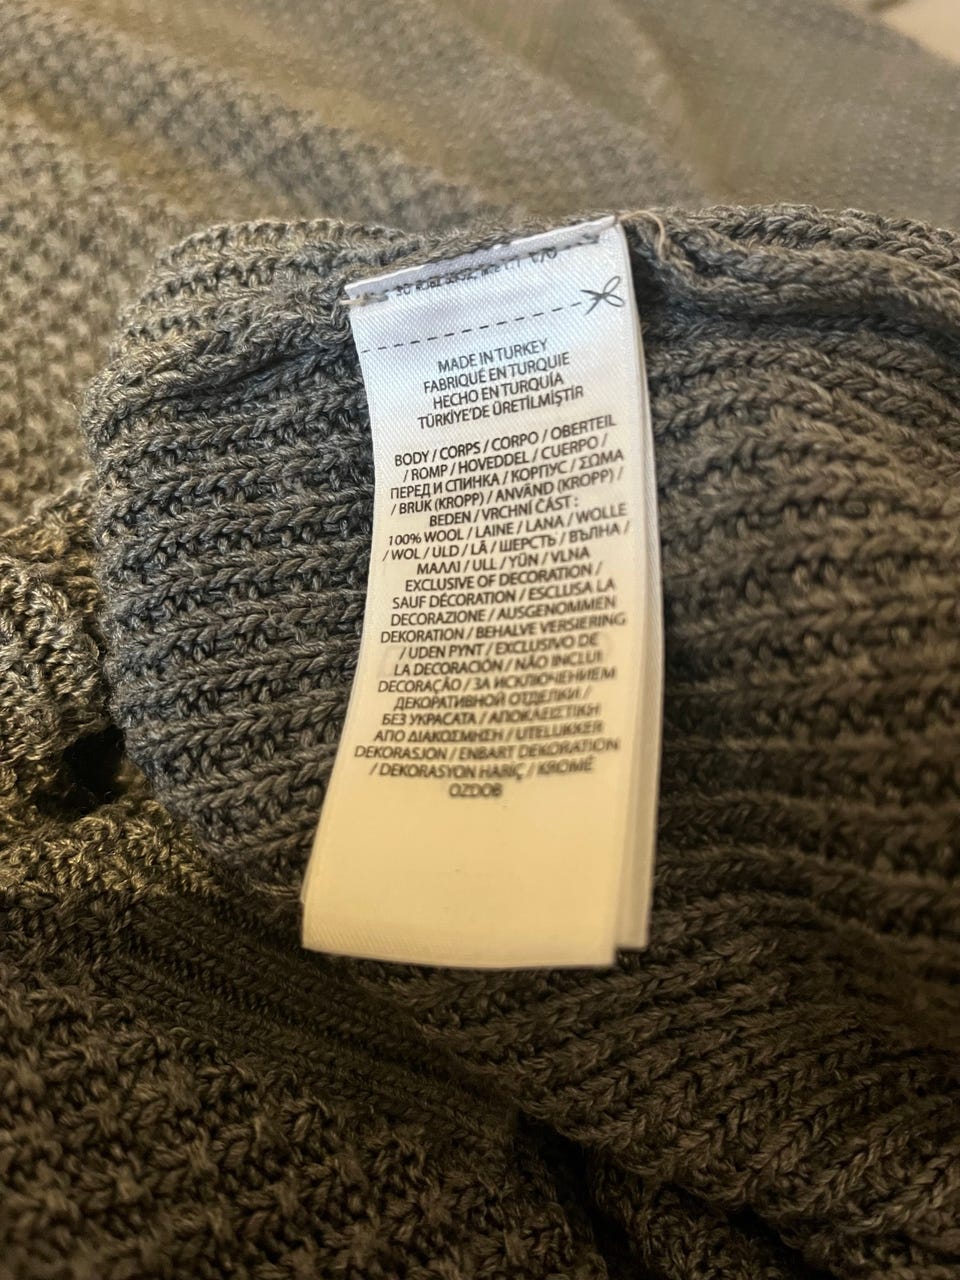 MADE IN TURKEY
FABRIQUÉ EN TURQUIE
HECHO EN TURQUÍA
TÜRKİYE'DE ÜRETİLMİŞTİR
BODY / CORPS / CORPO / OBERTEIL
/ ROMP / HOVEDDEL / CUERPO /
ПЕРЕД И СПИНКА / КОРПУС / ΣΩΜΑ
/ BRUK (KROPP) / ANVÄND (KROPP) /
BEDEN / VRCHNÍ ČÁST :
100% WOOL / LAINE / LANA / WOLLE
/ WOL / ULD / LÃ / ШЕРСТЬ / ВЪЛНА /
ΜΑΛΛΙ / ULL / YÜN / VLNA
EXCLUSIVE OF DECORATION /
SAUF DÉCORATION / ESCLUSA LA
DECORAZIONE / AUSGENOMMEN
DEKORATION / BEHALVE VERSIERING
/ UDEN PYNT / EXCLUSIVO DE
LA DECORACIÓN / NÃO INCLUI
DECORAÇÃO / ЗА ИСКЛЮЧЕНИЕМ
ДЕКОРАТИВНОЙ ОТДЕЛКИ /
БЕЗ УКРАСАТА / ΑΠΟΚΛΕΙΣΤΙΚΗ
ΑΠΟ ΔΙΑΚΟΣΜΗΣΗ / UTELUKKER
DEKORASJON / ENBART DEKORATION
/ DEKORASYON HARİÇ / KROMĚ
OZDOB